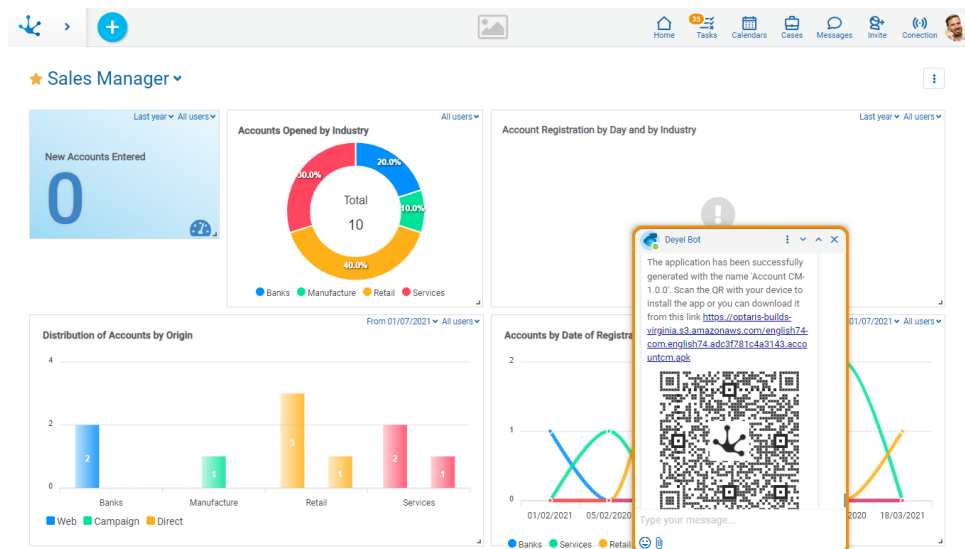 35
Home
Tasks
Calendars
Cases
Messages
Invite
Conection
Sales Manager
Last year All users
New Accounts Entered
0
All users
Accounts Opened by Industry
20.0%
30.0%
10.0%
40.0%
Total
10
Banks Manufacture Retail Services
Last year All users
Account Registration by Day and by Industry
From 01/07/2021 All users
Distribution of Accounts by Origin
4
2
0
2
1
3
1
2
1
Banks Manufacture Retail Services
Web Campaign Direct
01/07/2021 All users
Accounts by Date of Registra
2
1
0
01/02/2021 05/02/2020
2020 18/03/2021
Banks Services Retail
Deyel Bot
The application has been successfully
generated with the name 'Account CM-
1.0.0'. Scan the QR with your device to
install the app or you can download it
from this link https://optaris-builds-
virginia.s3.amazonaws.com/english74-
com.english74.adc3f781c4a3143.acco
untcm.apk
Type your message...